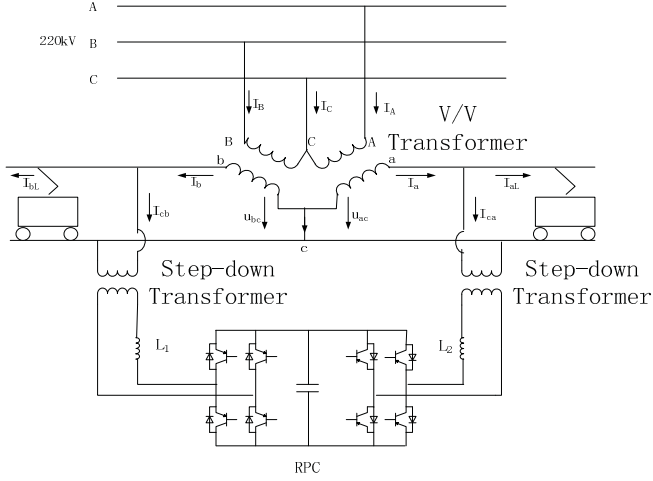 A
220kV B
C
I_B
I_C
I_A
V/V
Transformer
B
C
A
b
a
I_bL
I_b
I_a
I_aL
I_cb
u_bc
u_ac
I_ca
c
Step-down
Transformer
Step-down
Transformer
L_1
L_2
RPC